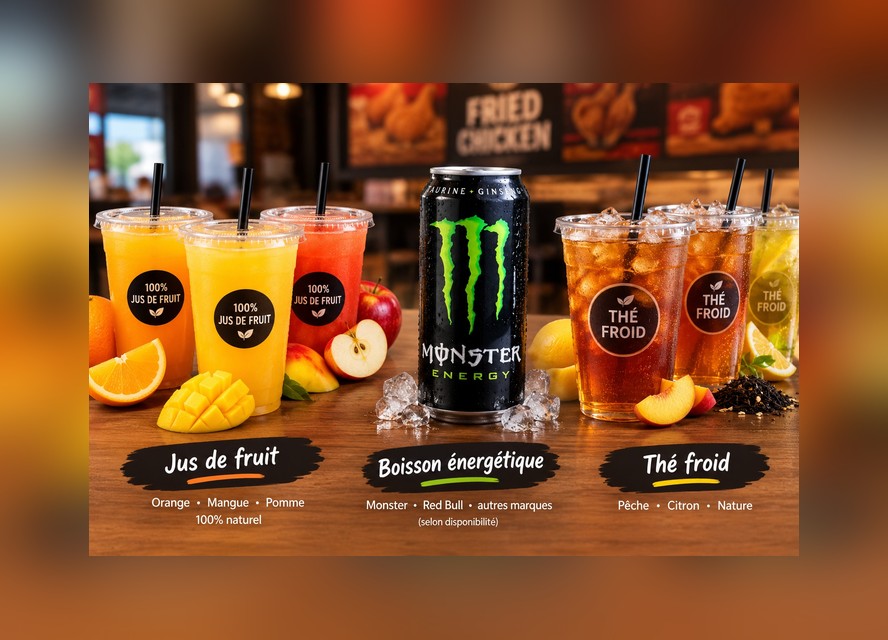 FRIED
CHICKEN
TAURINE + GINSENG
100%
JUS DE FRUIT
100%
JUS DE FRUIT
100%
JUS DE FRUIT
MONSTER
ENERGY
THÉ
FROID
THÉ
FROID
THÉ
FROID
Jus de fruit
Boisson énergétique
Thé froid
Orange • Mangue • Pomme
100% naturel
Monster • Red Bull • autres marques
(selon disponibilité)
Pêche • Citron • Nature